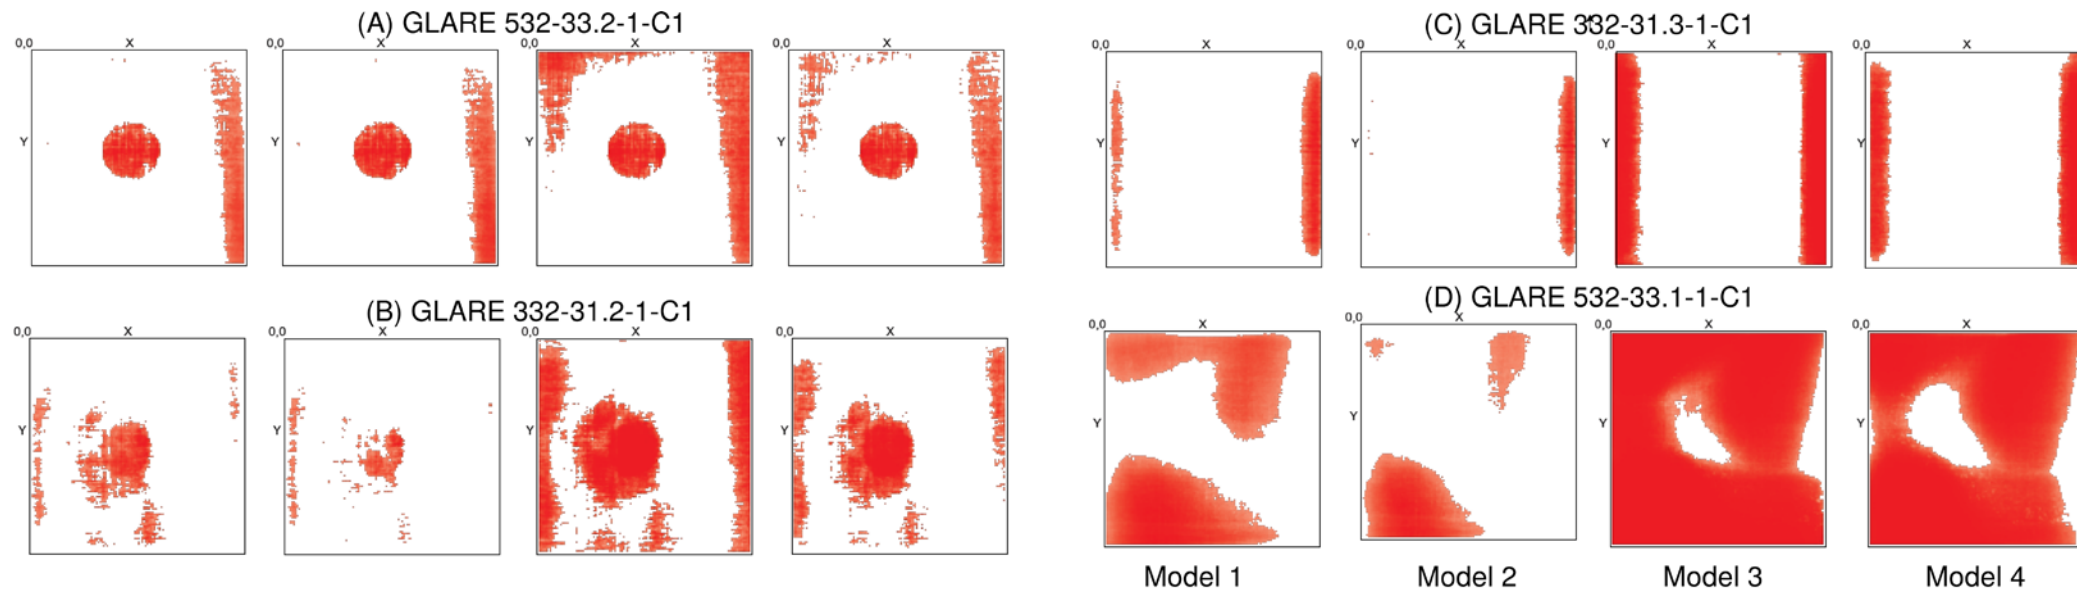 (A) GLARE 532-33.2-1-C1
0,0 X 0,0 X 0,0 X 0,0 X
Y Y Y Y
(B) GLARE 332-31.2-1-C1
0,0 X 0,0 X 0,0 X 0,0 X
Y Y Y Y
(C) GLARE 332-31.3-1-C1
0,0 X 0,0 X 0,0 X 0,0 X
Y Y Y Y
(D) GLARE 532-33.1-1-C1
0,0 X 0,0 X 0,0 X 0,0 X
Y Y Y Y
Model 1 Model 2 Model 3 Model 4